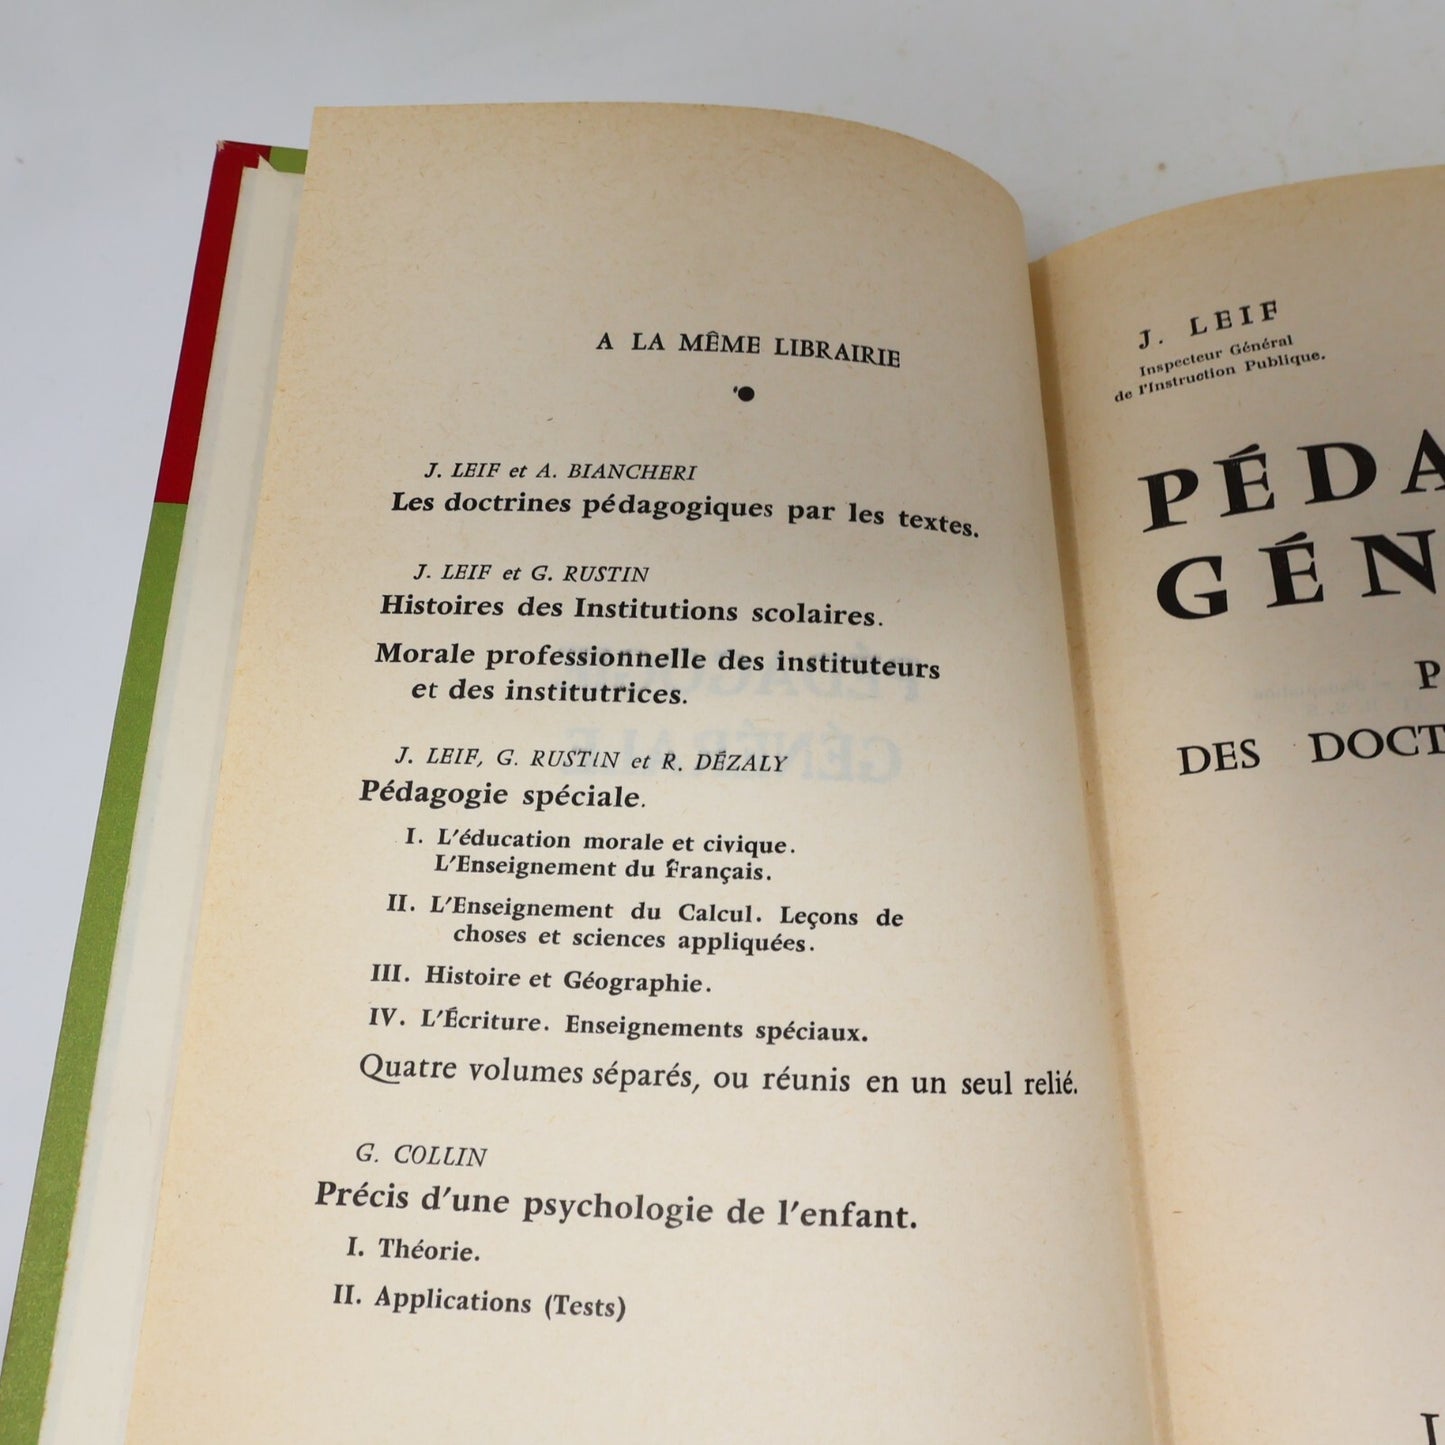 A LA MÊME LIBRAIRIE
J. LEIF et A. BIANCHERI
Les doctrines pédagogiques par les textes.
J. LEIF et G. RUSTIN
Histoires des Institutions scolaires.
Morale professionnelle des instituteurs
et des institutrices.
J. LEIF, G. RUSTIN et R. DÉZALY
Pédagogie spéciale.
I. L'éducation morale et civique.
L'Enseignement du Français.
II. L'Enseignement du Calcul. Leçons de
choses et sciences appliquées.
III. Histoire et Géographie.
IV. L'Écriture. Enseignements spéciaux.
Quatre volumes séparés, ou réunis en un seul relié.
G. COLLIN
Précis d'une psychologie de l'enfant.
I. Théorie.
II. Applications (Tests)
J. LEIF
Inspecteur Général
de l'Instruction Publique.
PÉDA
GÉN
P
DES DOCT